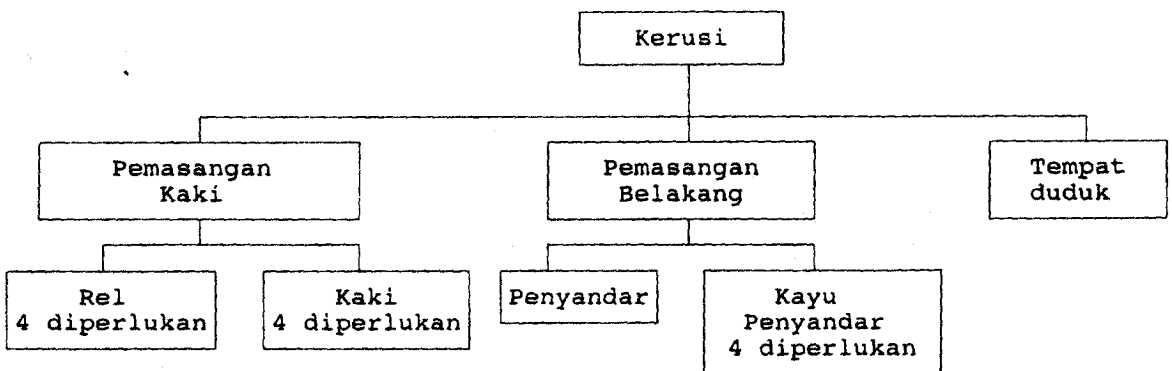 Kerusi
Pemasangan
Kaki
Pemasangan
Belakang
Tempat
duduk
Rel
4 diperlukan
Kaki
4 diperlukan
Penyandar
Kayu
Penyandar
4 diperlukan